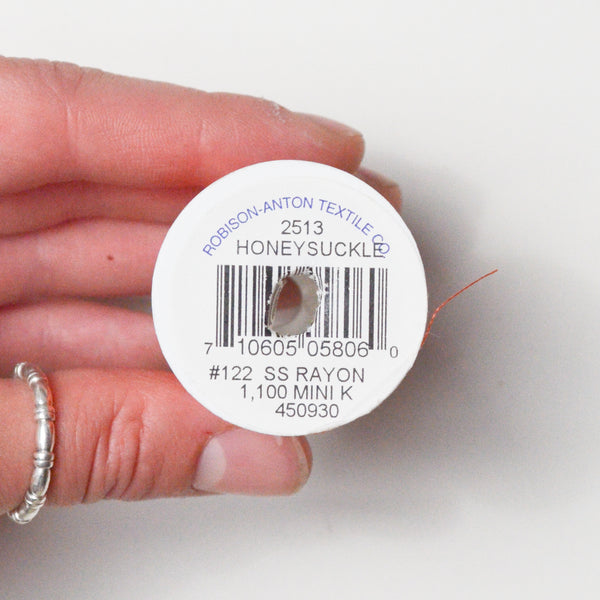 ROBISON-ANTON TEXTILE CO.
2513
HONEYSUCKLE
7 10605 05806 0
#122 SS RAYON
1,100 MINI K
450930